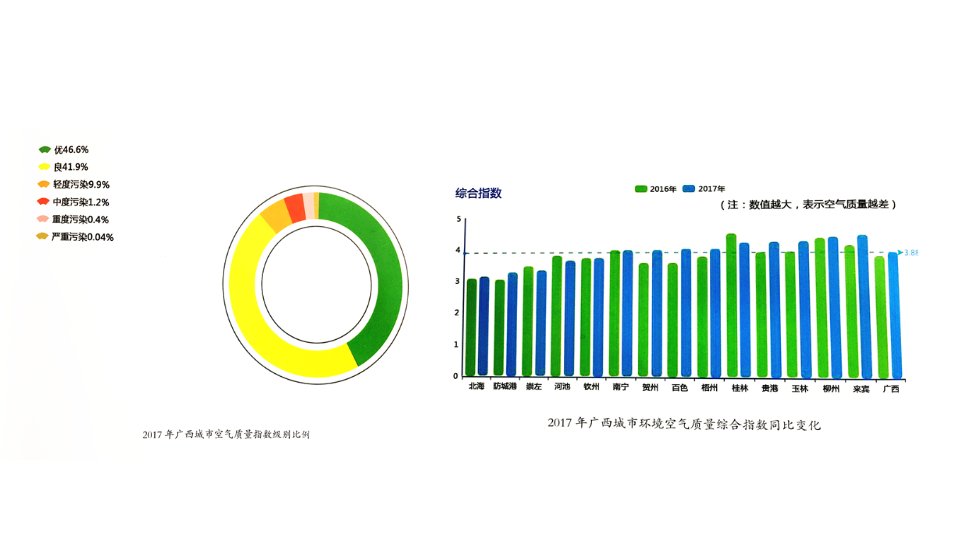 优46.6%
良41.9%
轻度污染9.9%
中度污染1.2%
重度污染0.4%
严重污染0.04%
2017年广西城市空气质量指数级别比例
综合指数
2016年 2017年
（注：数值越大，表示空气质量越差）
5
4
3.88
3
2
1
0
北海 防城港 崇左 河池 钦州 南宁 贺州 百色 梧州 桂林 贵港 玉林 柳州 来宾 广西
2017年广西城市环境空气质量综合指数同比变化